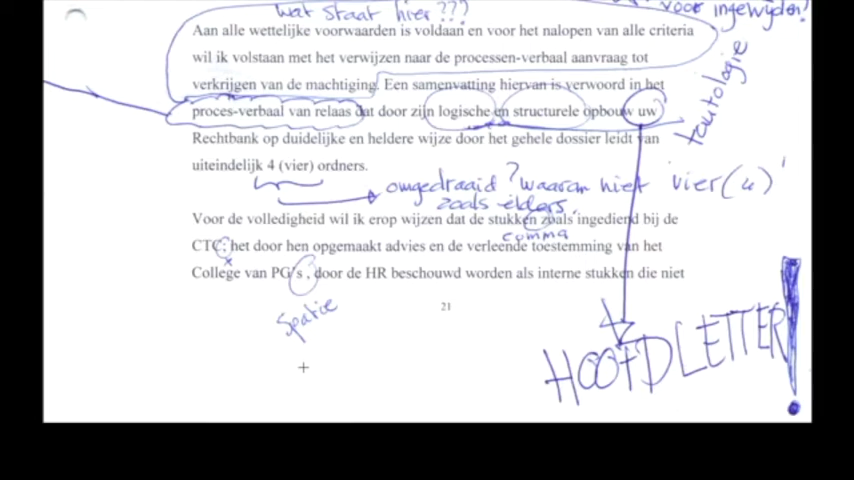 wat staat hier???
voor ingewijden!
Aan alle wettelijke voorwaarden is voldaan en voor het nalopen van alle criteria
wil ik volstaan met het verwijzen naar de processen-verbaal aanvraag tot
verkrijgen van de machtiging. Een samenvatting hiervan is verwoord in het
proces-verbaal van relaas dat door zijn logische en structurele opbouw uw
tautologie
Rechtbank op duidelijke en heldere wijze door het gehele dossier leidt van
uiteindelijk 4 (vier) ordners.
omgedraaid? waarom niet 'vier(4)'
zoals elders
Voor de volledigheid wil ik erop wijzen dat de stukken zoals ingediend bij de
comma
CTC; het door hen opgemaakt advies en de verleende toestemming van het
x
College van PG's , door de HR beschouwd worden als interne stukken die niet
spatie
21
HOOFDLETTER!